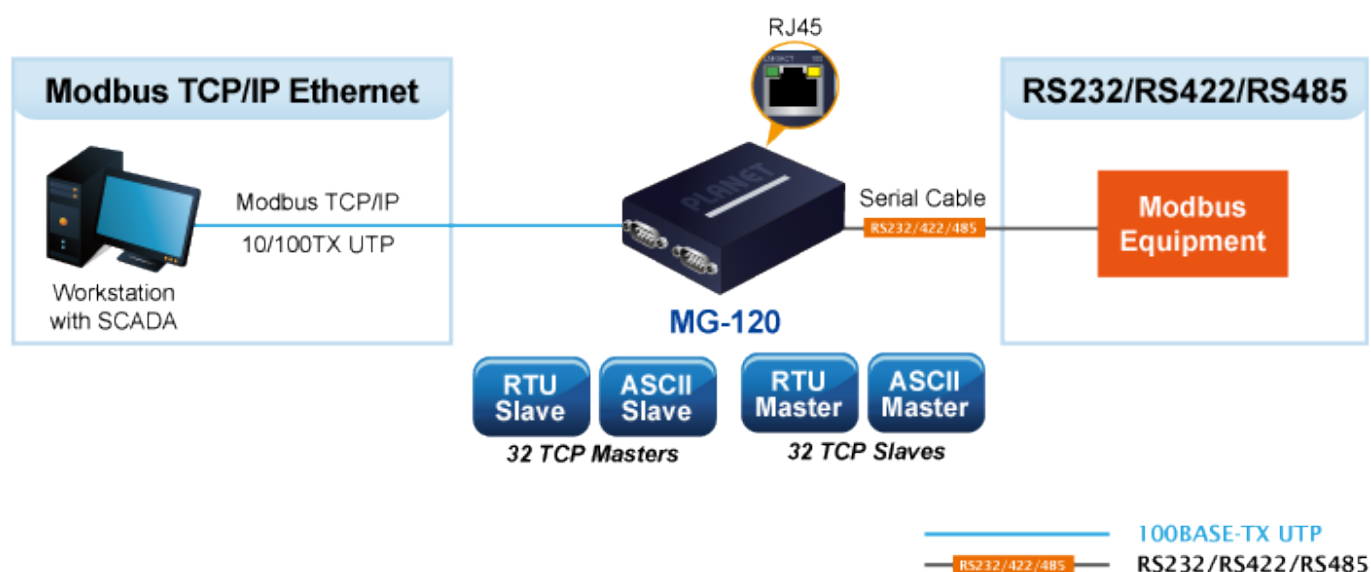 RJ45
Modbus TCP/IP Ethernet
RS232/RS422/RS485
Modbus TCP/IP
10/100TX UTP
Workstation
with SCADA
PLANET
Serial Cable
RS232/422/485
Modbus
Equipment
MG-120
RTU
Slave
ASCII
Slave
RTU
Master
ASCII
Master
32 TCP Masters
32 TCP Slaves
100BASE-TX UTP
RS232/422/485
RS232/RS422/RS485